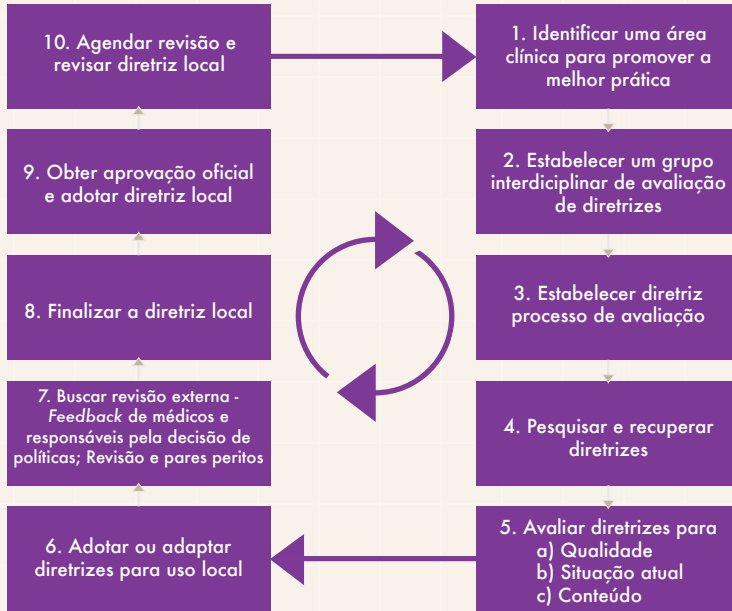 10. Agendar revisão e
revisar diretriz local
1. Identificar uma área
clínica para promover a
melhor prática
9. Obter aprovação oficial
e adotar diretriz local
2. Estabelecer um grupo
interdiciplinar de avaliação
de diretrizes
8. Finalizar a diretriz local
3. Estabelecer diretriz
processo de avaliação
7. Buscar revisão externa -
Feedback de médicos e
responsáveis pela decisão de
políticas; Revisão e pares peritos
4. Pesquisar e recuperar
diretrizes
6. Adotar ou adaptar
diretrizes para uso local
5. Avaliar diretrizes para
a) Qualidade
b) Situação atual
c) Conteúdo